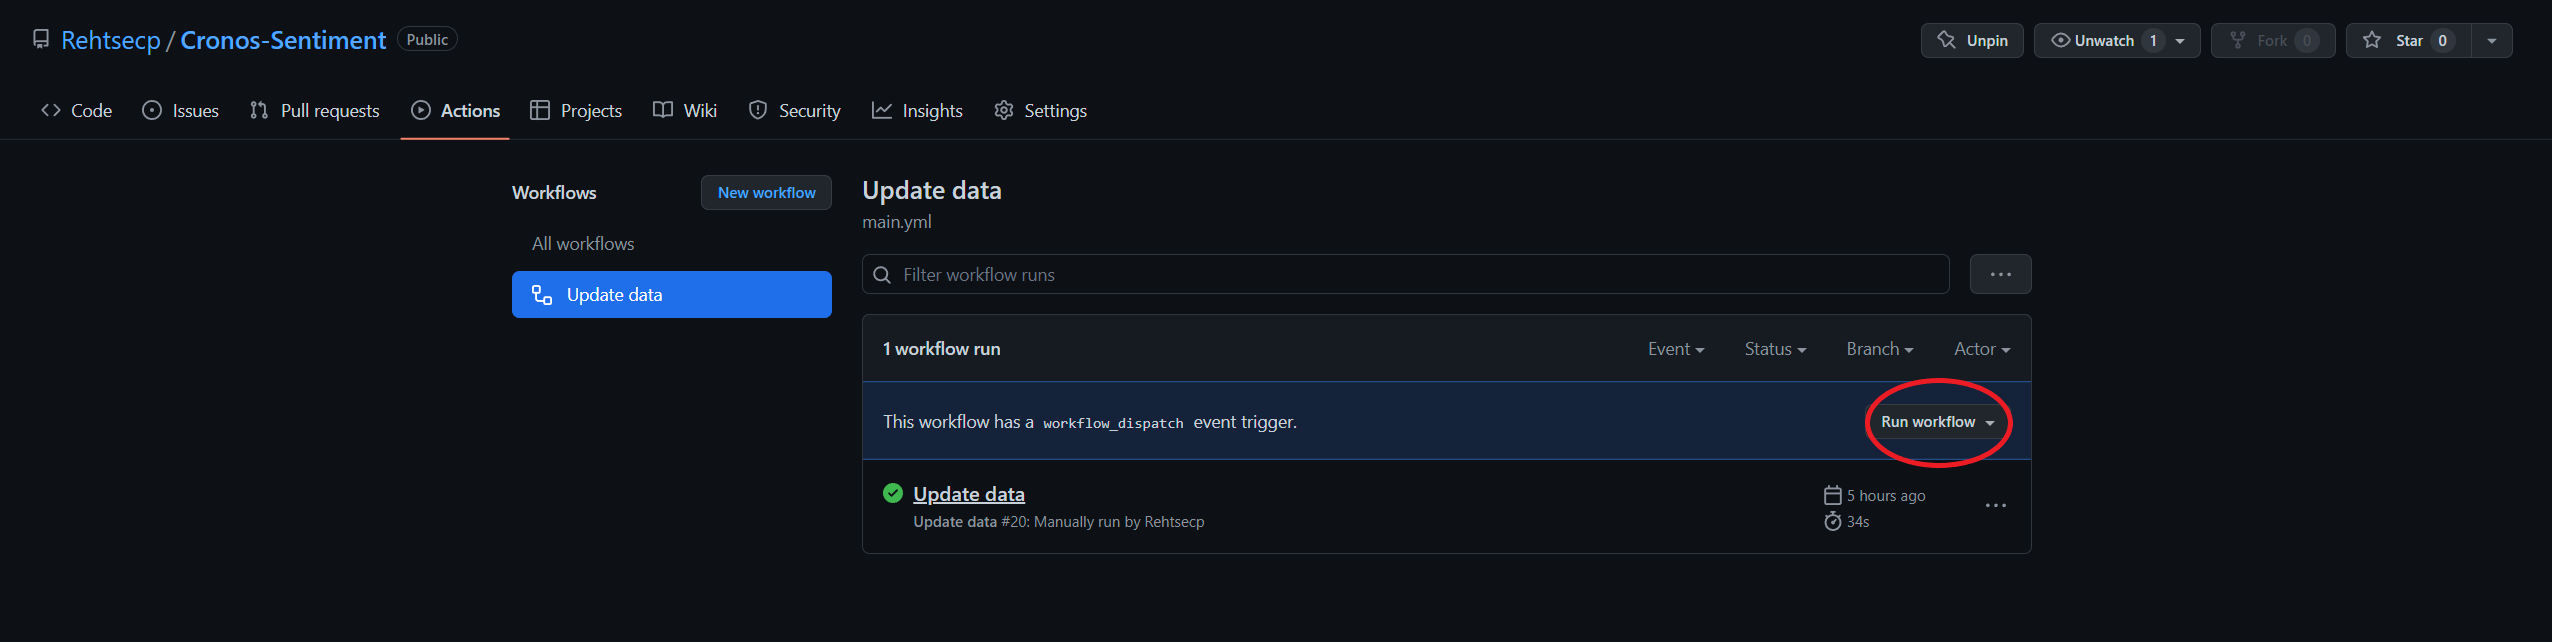 Rehtsecp / Cronos-Sentiment Public
Unpin Unwatch 1 Fork 0 Star 0
Code Issues Pull requests Actions Projects Wiki Security Insights Settings
Workflows New workflow
All workflows
Update data
Update data
main.yml
Filter workflow runs
1 workflow run Event Status Branch Actor
This workflow has a workflow_dispatch event trigger. Run workflow
Update data
5 hours ago
Update data #20: Manually run by Rehtsecp
34s